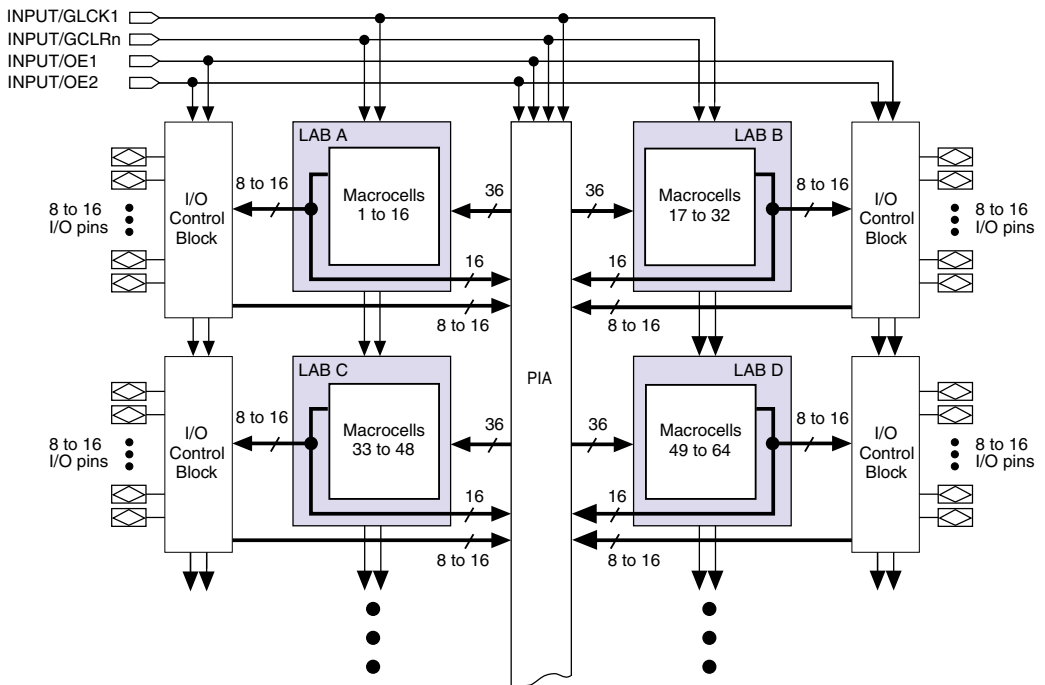 INPUT/GLCK1
INPUT/GCLRn
INPUT/OE1
INPUT/OE2
LAB A
LAB B
I/O
Control
Block
8 to 16
I/O pins
8 to 16
Macrocells
1 to 16
36
16
8 to 16
36
16
8 to 16
Macrocells
17 to 32
8 to 16
I/O
Control
Block
8 to 16
I/O pins
PIA
LAB C
LAB D
I/O
Control
Block
8 to 16
I/O pins
8 to 16
Macrocells
33 to 48
36
16
8 to 16
36
16
8 to 16
Macrocells
49 to 64
8 to 16
I/O
Control
Block
8 to 16
I/O pins